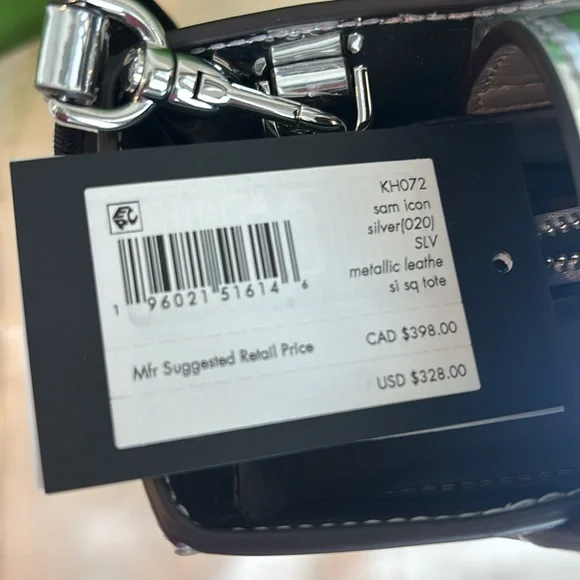 KH072
sam icon
silver(020)
SLV
metallic leathe
si sq tote
1 96021 51614 6
CAD $398.00
Mfr Suggested Retail Price
USD $328.00